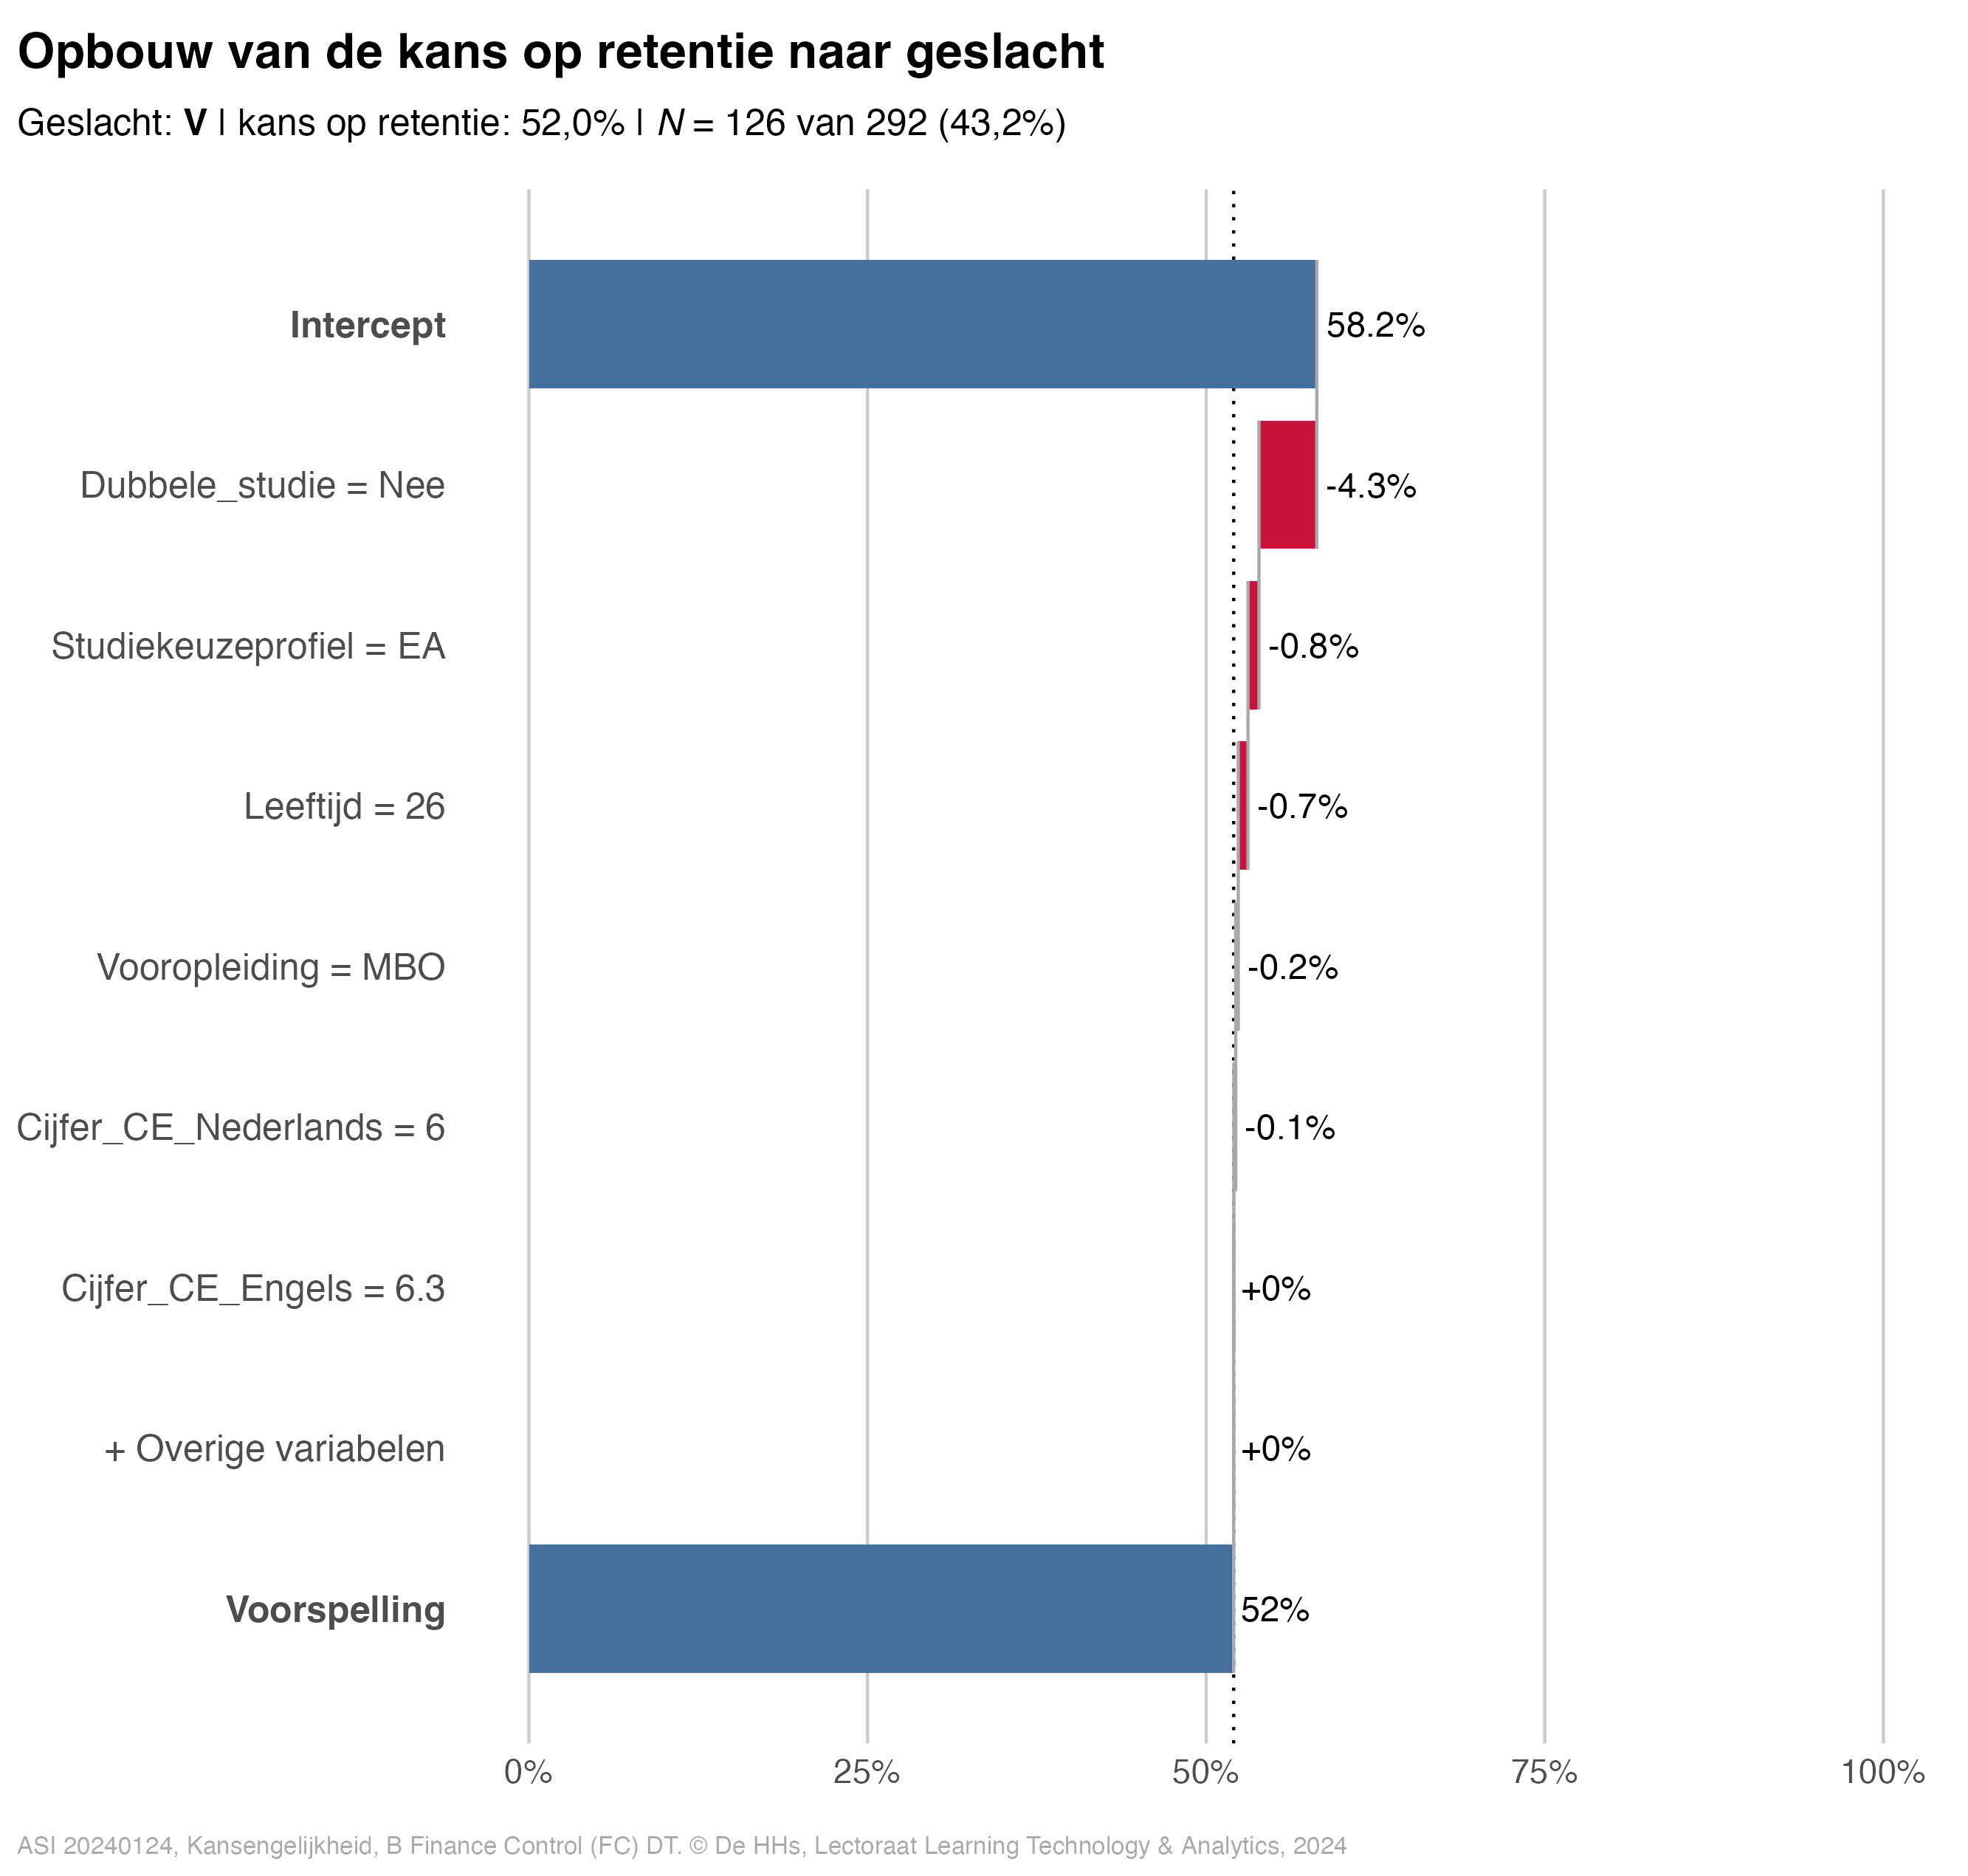 Opbouw van de kans op retentie naar geslacht
Geslacht: V | kans op retentie: 52,0% | N = 126 van 292 (43,2%)
Intercept
58.2%
Dubbele_studie = Nee
-4.3%
Studiekeuzeprofiel = EA
-0.8%
Leeftijd = 26
-0.7%
Vooropleiding = MBO
-0.2%
Cijfer_CE_Nederlands = 6
-0.1%
Cijfer_CE_Engels = 6.3
+0%
+ Overige variabelen
+0%
Voorspelling
52%
0% 25% 50% 75% 100%
ASI 20240124, Kansengelijkheid, B Finance Control (FC) DT. © De HHs, Lectoraat Learning Technology & Analytics, 2024